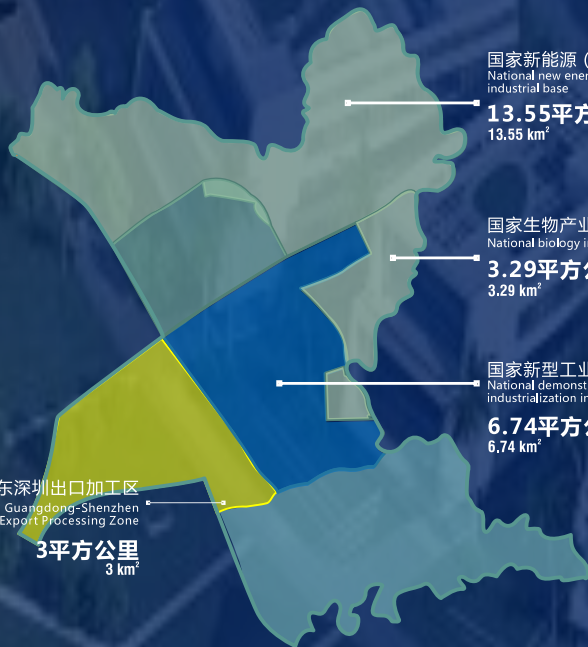 国家新能源（
National new ener
industrial base
13.55平方
13.55 km²
国家生物产业
National biology i
3.29平方公
3.29 km²
国家新型工业
National demonst
industrialization in
6.74平方公
6.74 km²
东深圳出口加工区
Guangdong-Shenzhen
Export Processing Zone
3平方公里
3 km²